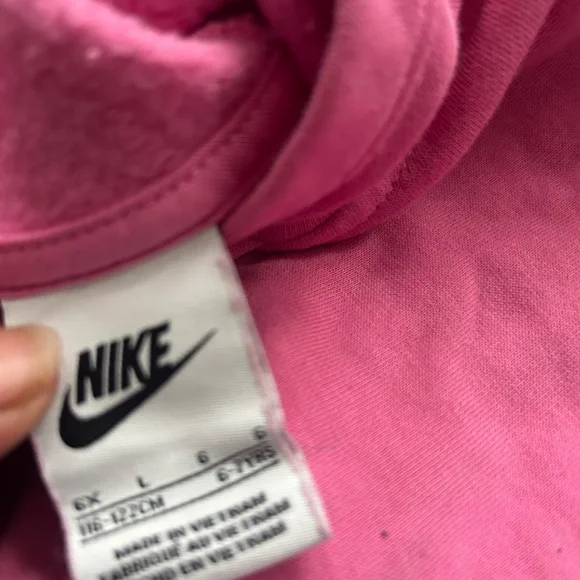 NIKE
6X L 6 6
116-122CM 6-7YRS
MADE IN VIETNAM
FABRIQUÉ AU VIETNAM
HECHO EN VIETNAM